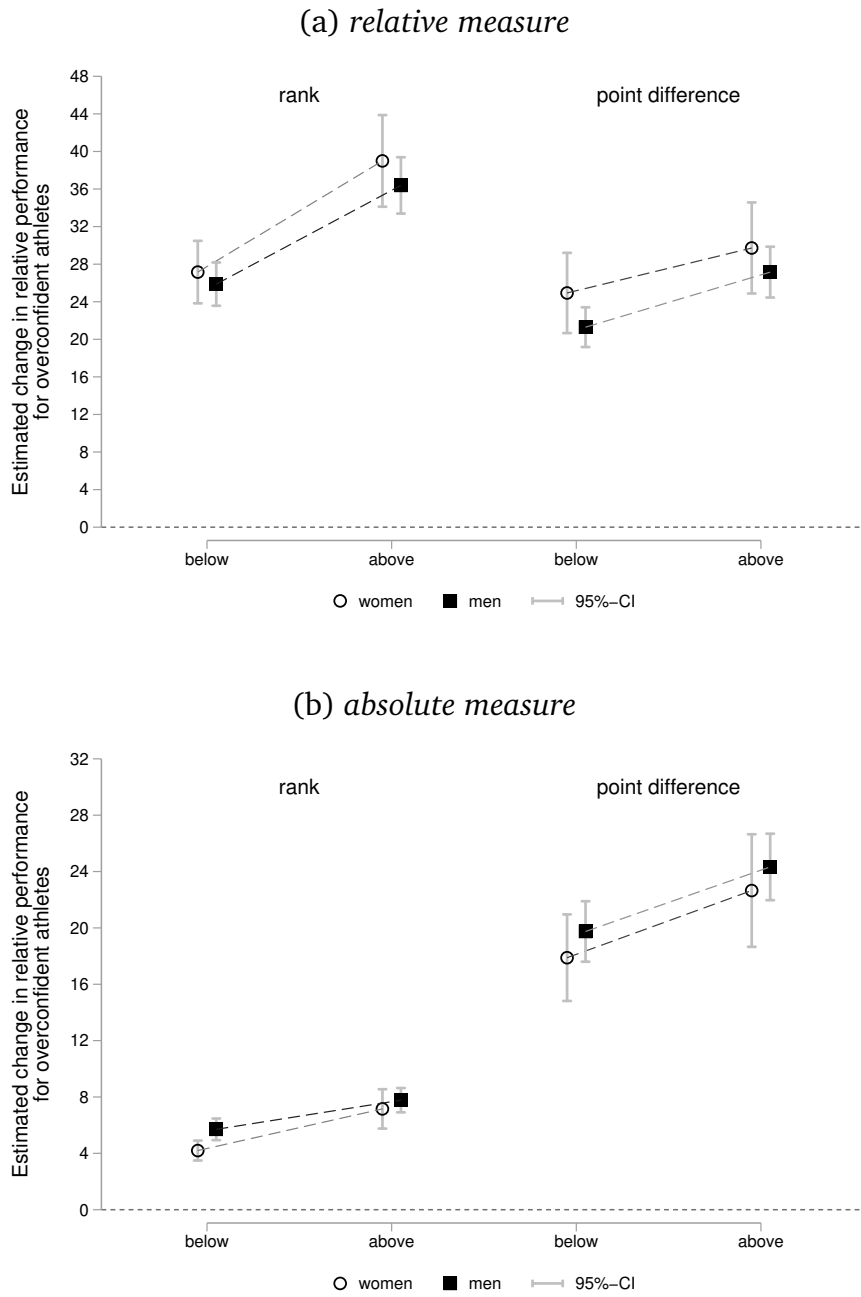 (a) relative measure
Estimated change in relative performance
for overconfident athletes
48
44
40
36
32
28
24
20
16
12
8
4
0
rank
point difference
below
above
below
above
women
men
95%–CI
(b) absolute measure
Estimated change in relative performance
for overconfident athletes
32
28
24
20
16
12
8
4
0
rank
point difference
below
above
below
above
women
men
95%–CI